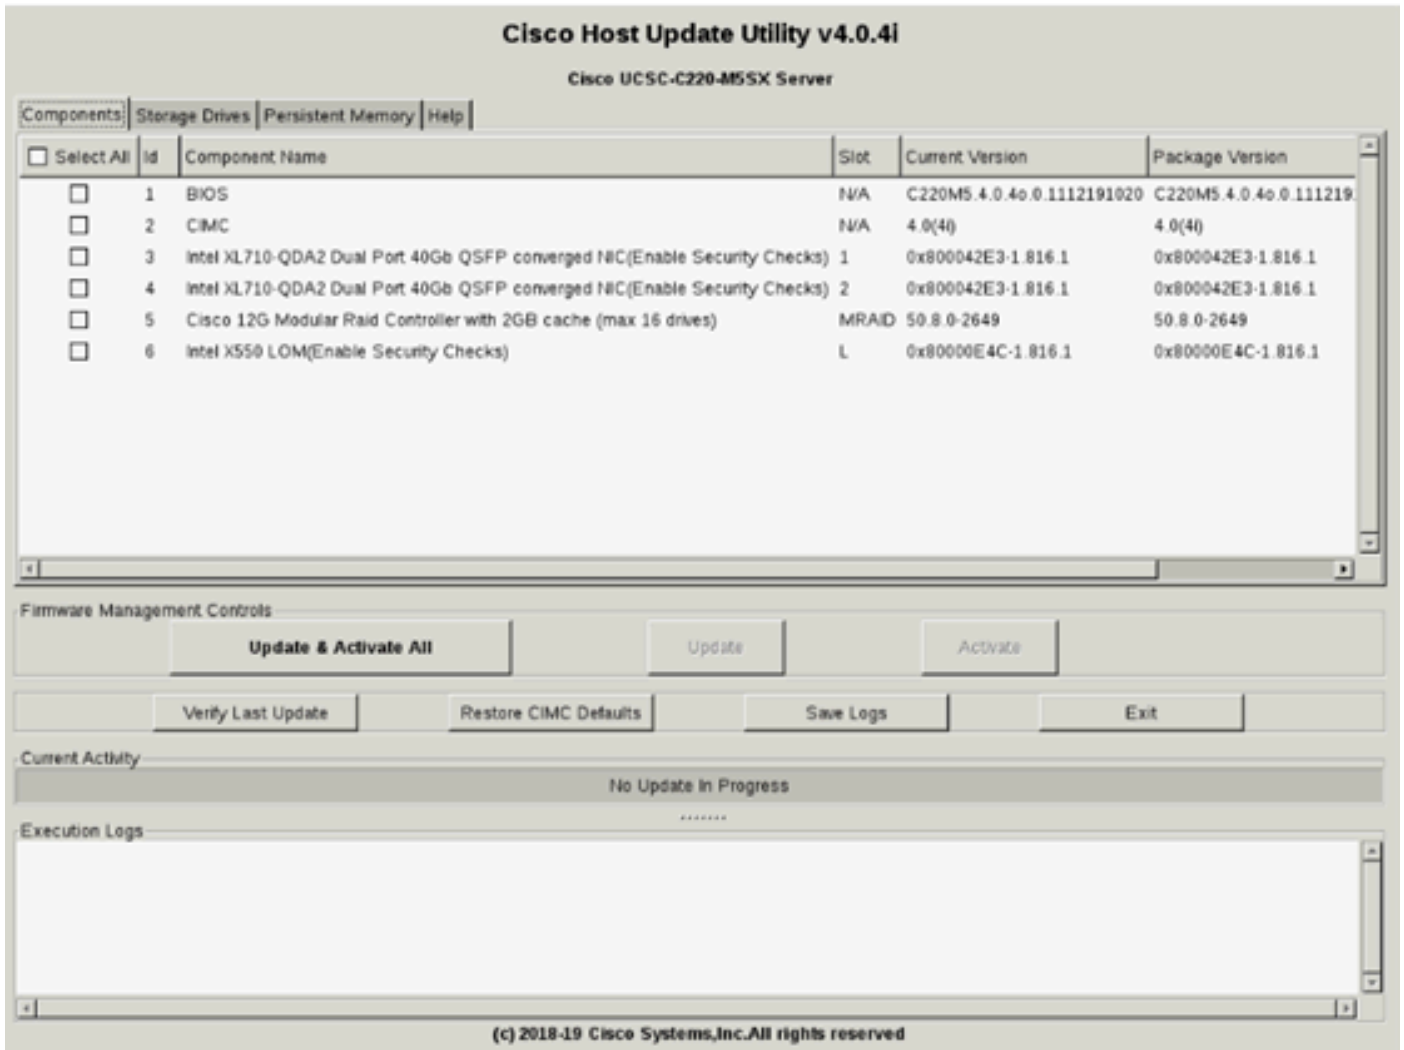 Cisco Host Update Utility v4.0.4i
Cisco UCSC-C220-M5SX Server
Components Storage Drives Persistent Memory Help
Select All Id Component Name Slot Current Version Package Version
1 BIOS N/A C220M5.4.0.4o.0.1112191020 C220M5.4.0.4o.0.111219.
2 CIMC N/A 4.0(4i) 4.0(4i)
3 Intel XL710-QDA2 Dual Port 40Gb QSFP converged NIC(Enable Security Checks) 1 0x800042E3-1.816.1 0x800042E3-1.816.1
4 Intel XL710-QDA2 Dual Port 40Gb QSFP converged NIC(Enable Security Checks) 2 0x800042E3-1.816.1 0x800042E3-1.816.1
5 Cisco 12G Modular Raid Controller with 2GB cache (max 16 drives) MRAID 50.8.0-2649 50.8.0-2649
6 Intel X550 LOM(Enable Security Checks) L 0x80000E4C-1.816.1 0x80000E4C-1.816.1
Firmware Management Controls
Update & Activate All Update Activate
Verify Last Update Restore CIMC Defaults Save Logs Exit
Current Activity
No Update In Progress
Execution Logs
(c) 2018-19 Cisco Systems,Inc.All rights reserved